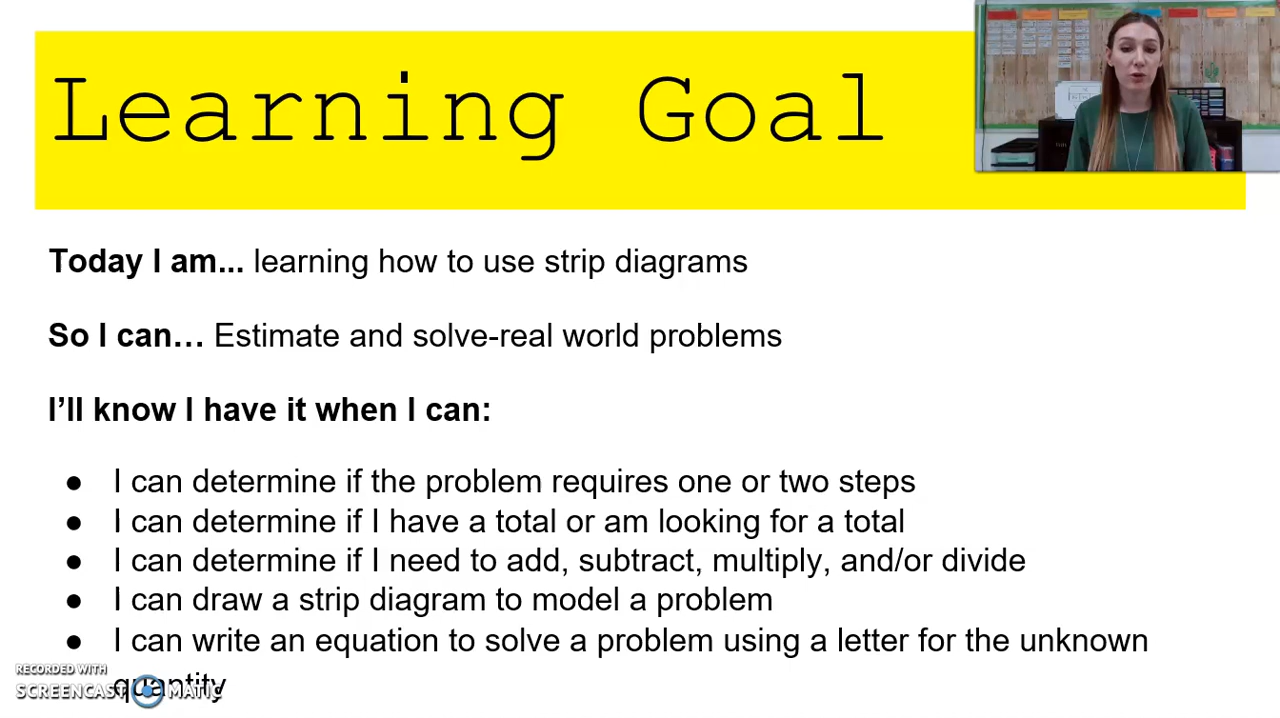 Learning Goal
Today I am... learning how to use strip diagrams
So I can… Estimate and solve-real world problems
I’ll know I have it when I can:
● I can determine if the problem requires one or two steps
● I can determine if I have a total or am looking for a total
● I can determine if I need to add, subtract, multiply, and/or divide
● I can draw a strip diagram to model a problem
● I can write an equation to solve a problem using a letter for the unknown
quantity
RECORDED WITH
SCREENCAST MATIC